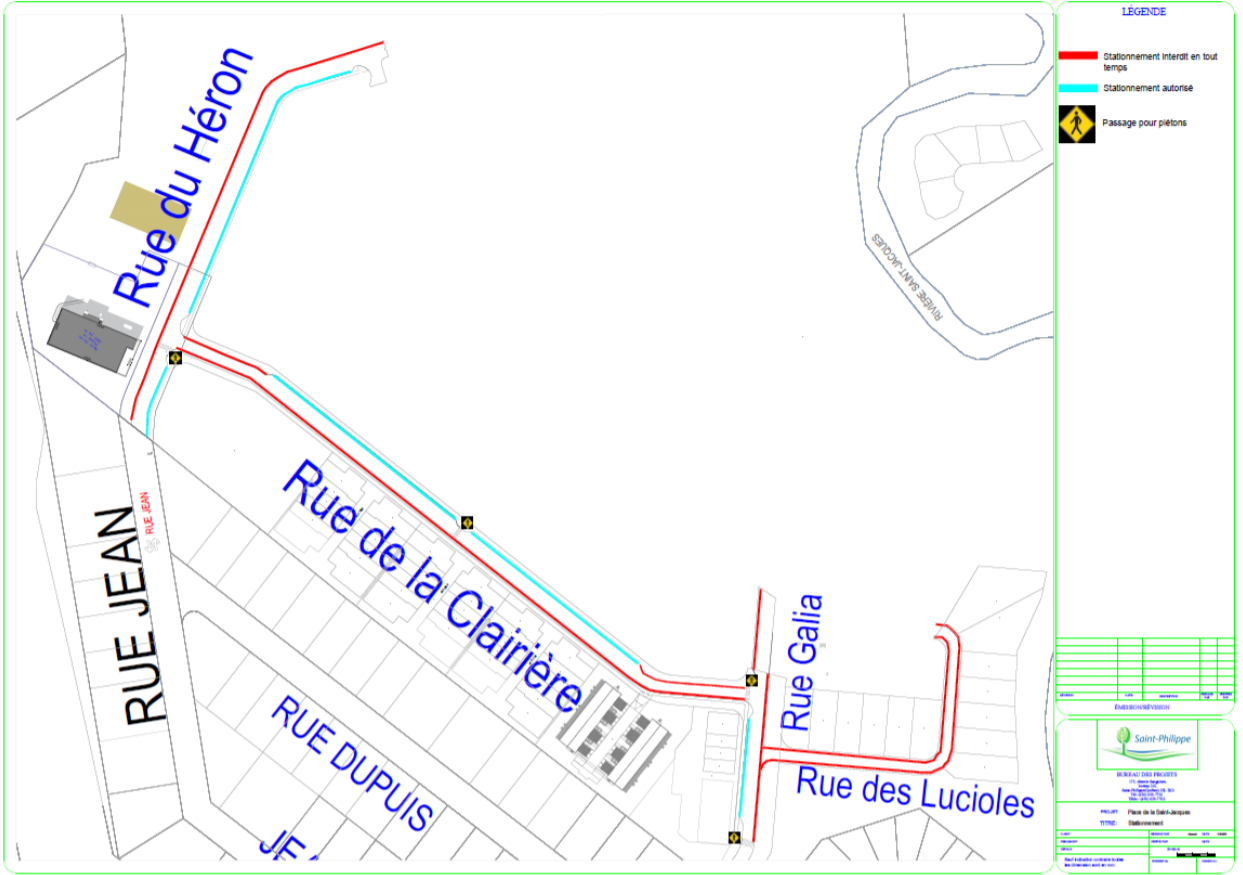 LÉGENDE
Stationnement interdit en tout
temps
Stationnement autorisé
Passage pour piétons
Rue du Héron
RIVIÈRE SAINT-JACQUES
Rue de la Clairière
RUE JEAN
RUE JEAN
Rue Galia
RUE DUPUIS
Rue des Lucioles
JEA
ÉMISSION/RÉVISION
Saint-Philippe
BUREAU DES PROJETS
PROJET: Place de la Saint-Jacques
TITRE: Stationnement